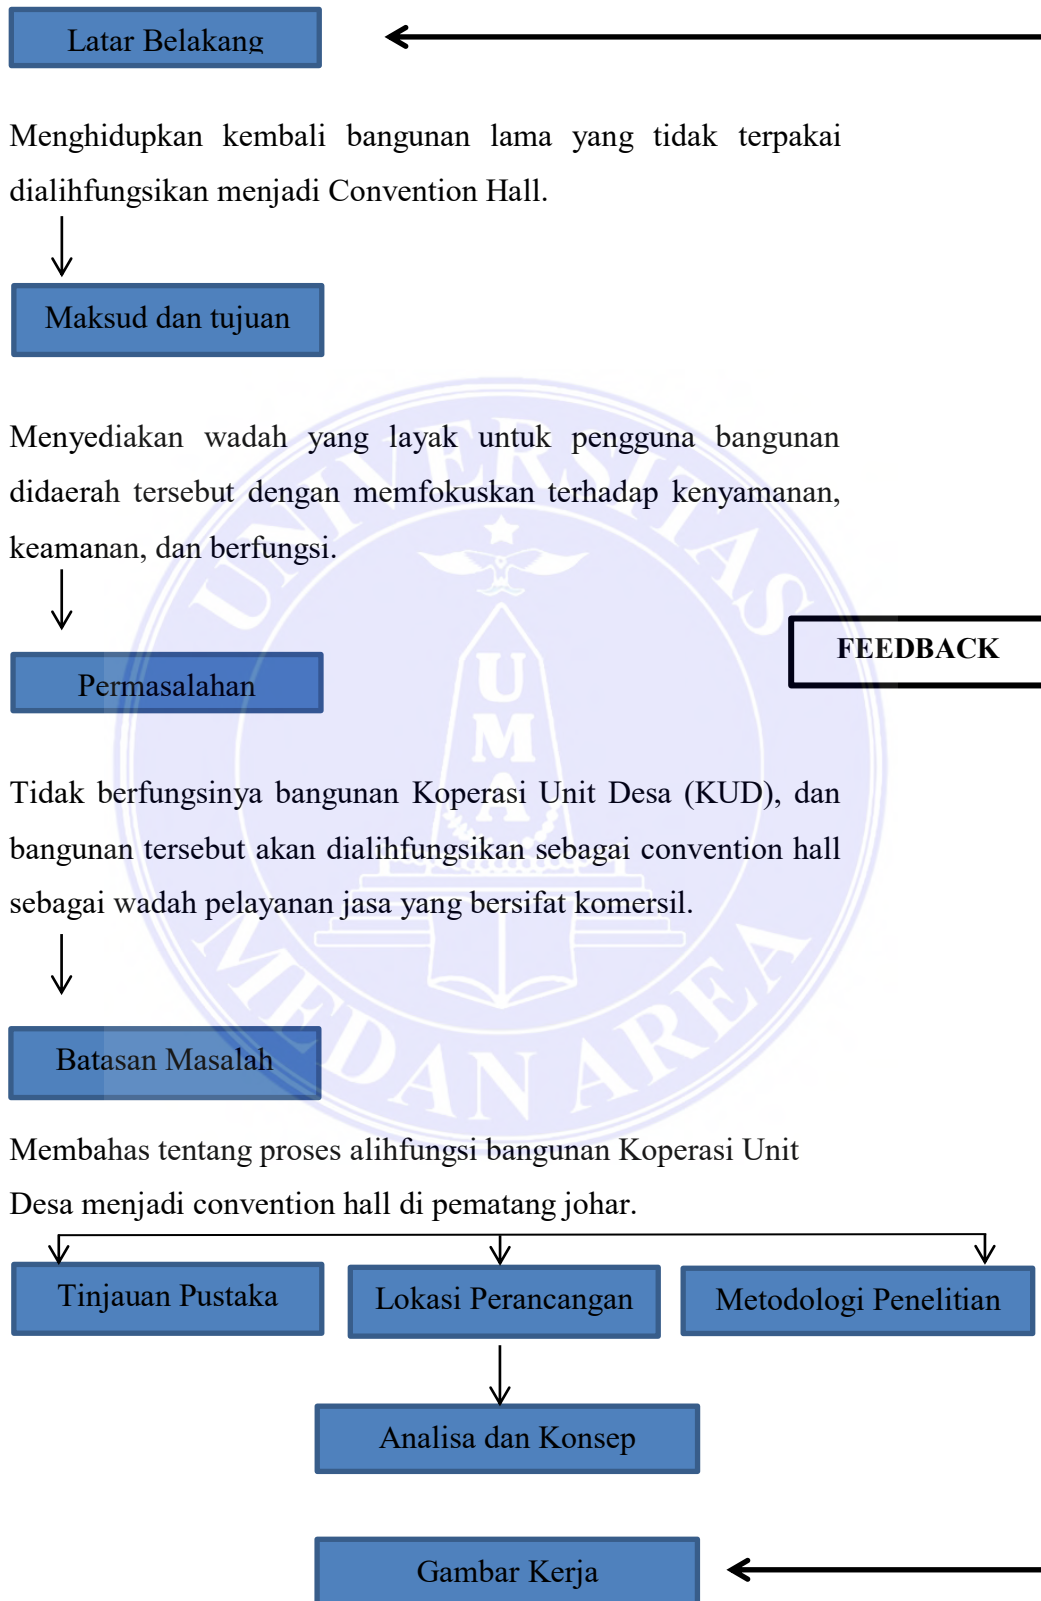 Latar Belakang
Menghidupkan kembali bangunan lama yang tidak terpakai
dialihfungsikan menjadi Convention Hall.
Maksud dan tujuan
Menyediakan wadah yang layak untuk pengguna bangunan
didaerah tersebut dengan memfokuskan terhadap kenyamanan,
keamanan, dan berfungsi.
FEEDBACK
Permasalahan
Tidak berfungsinya bangunan Koperasi Unit Desa (KUD), dan
bangunan tersebut akan dialihfungsikan sebagai convention hall
sebagai wadah pelayanan jasa yang bersifat komersil.
Batasan Masalah
Membahas tentang proses alihfungsi bangunan Koperasi Unit
Desa menjadi convention hall di pematang johar.
Tinjauan Pustaka
Lokasi Perancangan
Metodologi Penelitian
Analisa dan Konsep
Gambar Kerja
UNIVERSITAS
UMA
MEDAN AREA